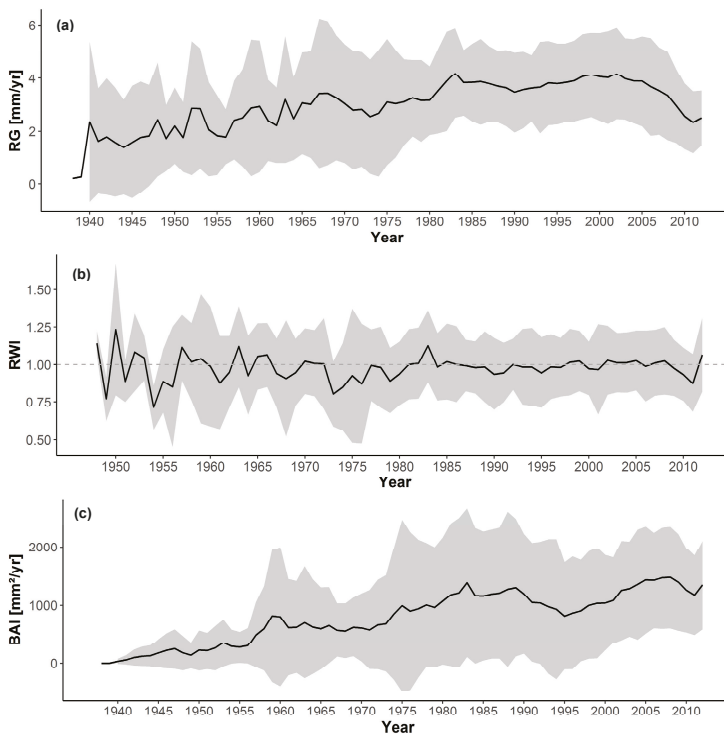 (a)
RG [mm/yr]
6
4
2
0
1940 1945 1950 1955 1960 1965 1970 1975 1980 1985 1990 1995 2000 2005 2010
Year
(b)
RWI
1.50
1.25
1.00
0.75
0.50
1950 1955 1960 1965 1970 1975 1980 1985 1990 1995 2000 2005 2010
Year
(c)
BAI [mm²/yr]
2000
1000
0
1940 1945 1950 1955 1960 1965 1970 1975 1980 1985 1990 1995 2000 2005 2010
Year